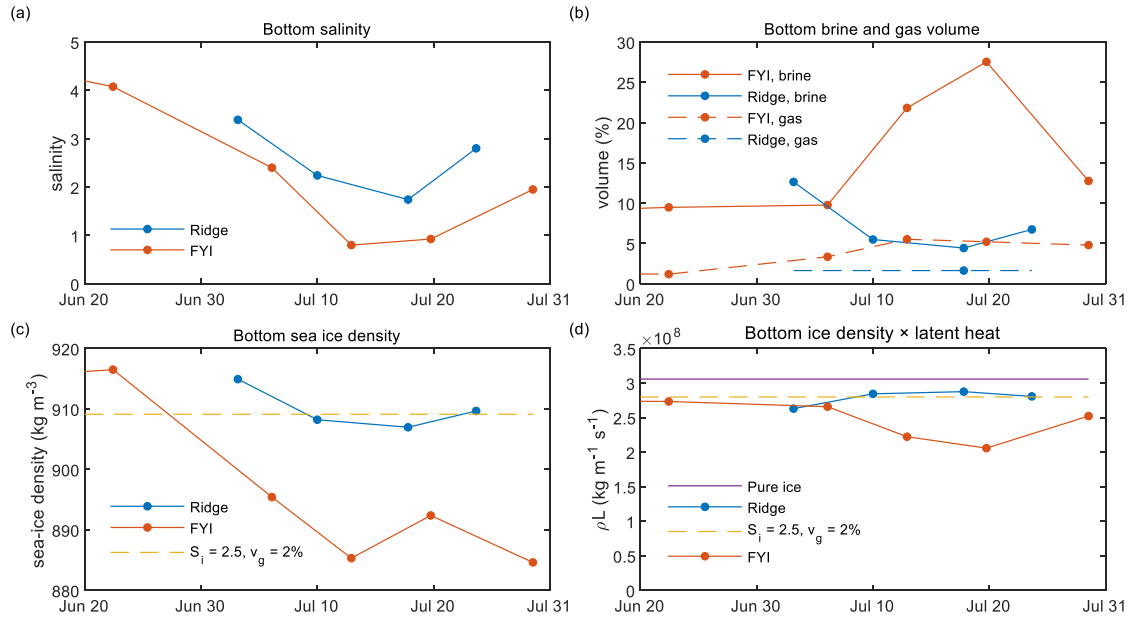 (a)
Bottom salinity
5
4
3
2
1
0
salinity
Ridge
FYI
Jun 20
Jun 30
Jul 10
Jul 20
Jul 31
(b)
Bottom brine and gas volume
30
25
20
15
10
5
0
volume (%)
FYI, brine
Ridge, brine
FYI, gas
Ridge, gas
Jun 20
Jun 30
Jul 10
Jul 20
Jul 31
(c)
Bottom sea ice density
920
910
900
890
880
sea-ice density (kg m⁻³)
Ridge
FYI
Sᵢ = 2.5, v_g = 2%
Jun 20
Jun 30
Jul 10
Jul 20
Jul 31
(d)
Bottom ice density × latent heat
×10⁸
3.5
3
2.5
2
1.5
1
0.5
0
ρL (kg m⁻¹ s⁻¹)
Pure ice
Ridge
Sᵢ = 2.5, v_g = 2%
FYI
Jun 20
Jun 30
Jul 10
Jul 20
Jul 31